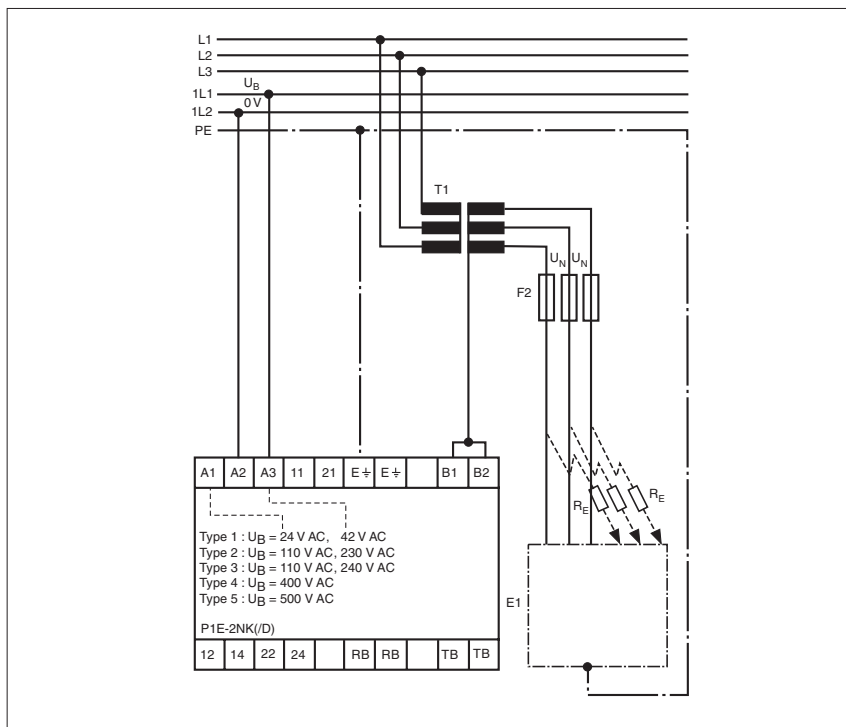 L1
L2
L3
1L1 U_B
1L2 0 V
PE
T1
U_N U_N
F2
A1 A2 A3 11 21 E⏚ E⏚ B1 B2
R_E R_E
Type 1 : U_B = 24 V AC, 42 V AC
Type 2 : U_B = 110 V AC, 230 V AC
Type 3 : U_B = 110 V AC, 240 V AC
Type 4 : U_B = 400 V AC
Type 5 : U_B = 500 V AC
E1
P1E-2NK(/D)
12 14 22 24 RB RB TB TB